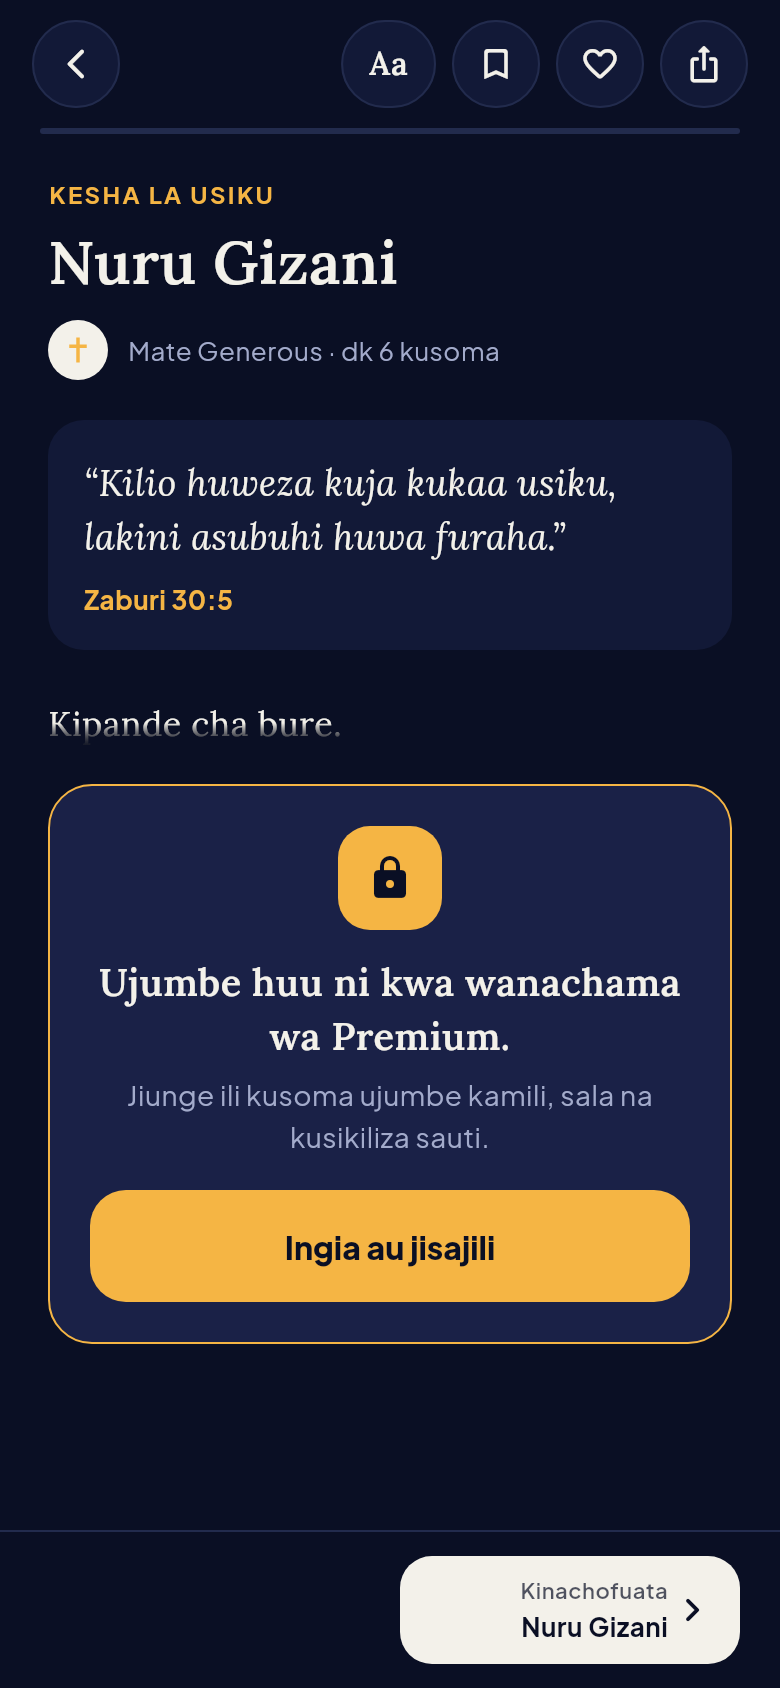 Aa
KESHA LA USIKU
Nuru Gizani
Mate Generous · dk 6 kusoma
“Kilio huweza kuja kukaa usiku,
lakini asubuhi huwa furaha.”
Zaburi 30:5
Kipande cha bure.
Ujumbe huu ni kwa wanachama
wa Premium.
Jiunge ili kusoma ujumbe kamili, sala na
kusikiliza sauti.
Ingia au jisajili
Kinachofuata
Nuru Gizani